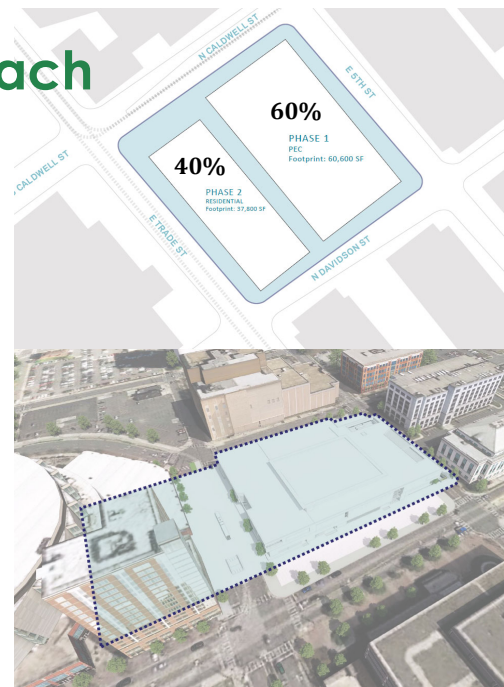 ach
N CALDWELL ST
E 5TH ST
60%
PHASE 1
PEC
Footprint: 60,600 SF
40%
PHASE 2
RESIDENTIAL
Footprint: 37,800 SF
CALDWELL ST
E TRADE ST
N DAVIDSON ST